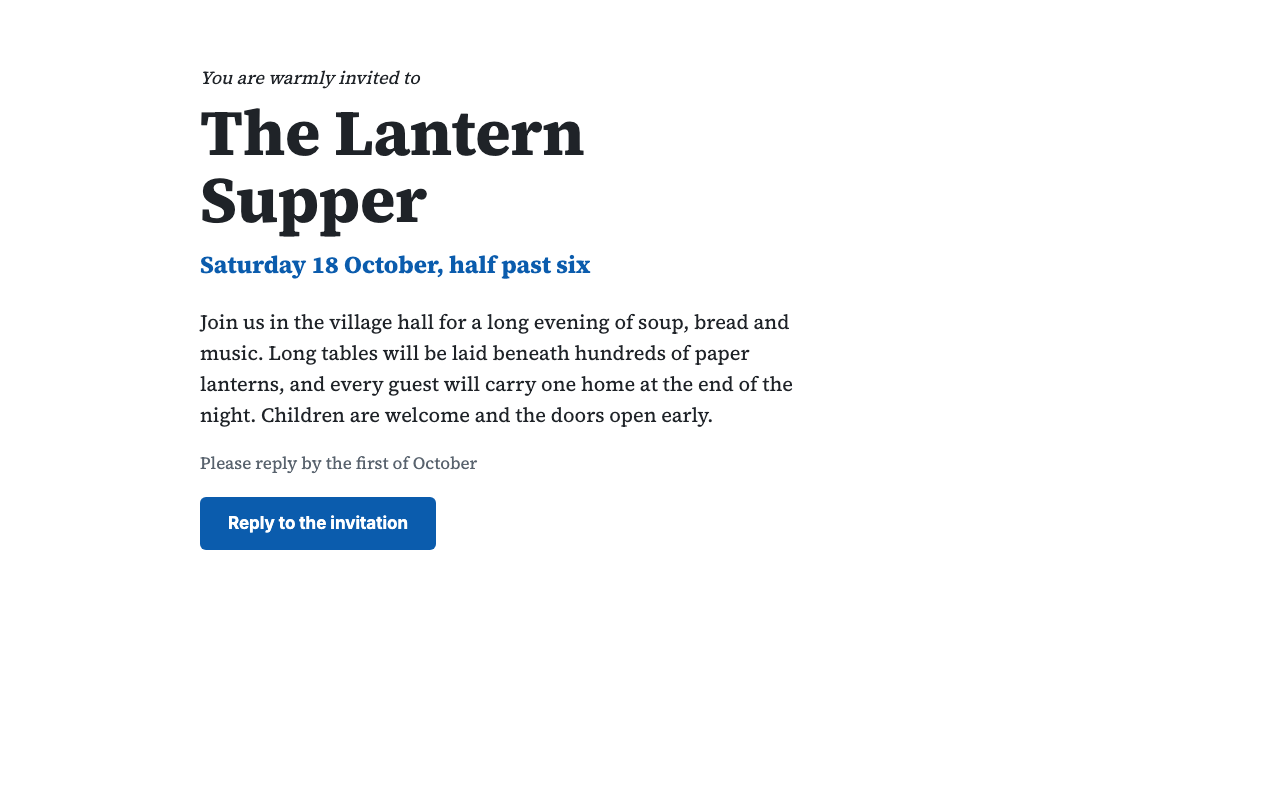 You are warmly invited to
The Lantern
Supper
Saturday 18 October, half past six
Join us in the village hall for a long evening of soup, bread and
music. Long tables will be laid beneath hundreds of paper
lanterns, and every guest will carry one home at the end of the
night. Children are welcome and the doors open early.
Please reply by the first of October
Reply to the invitation